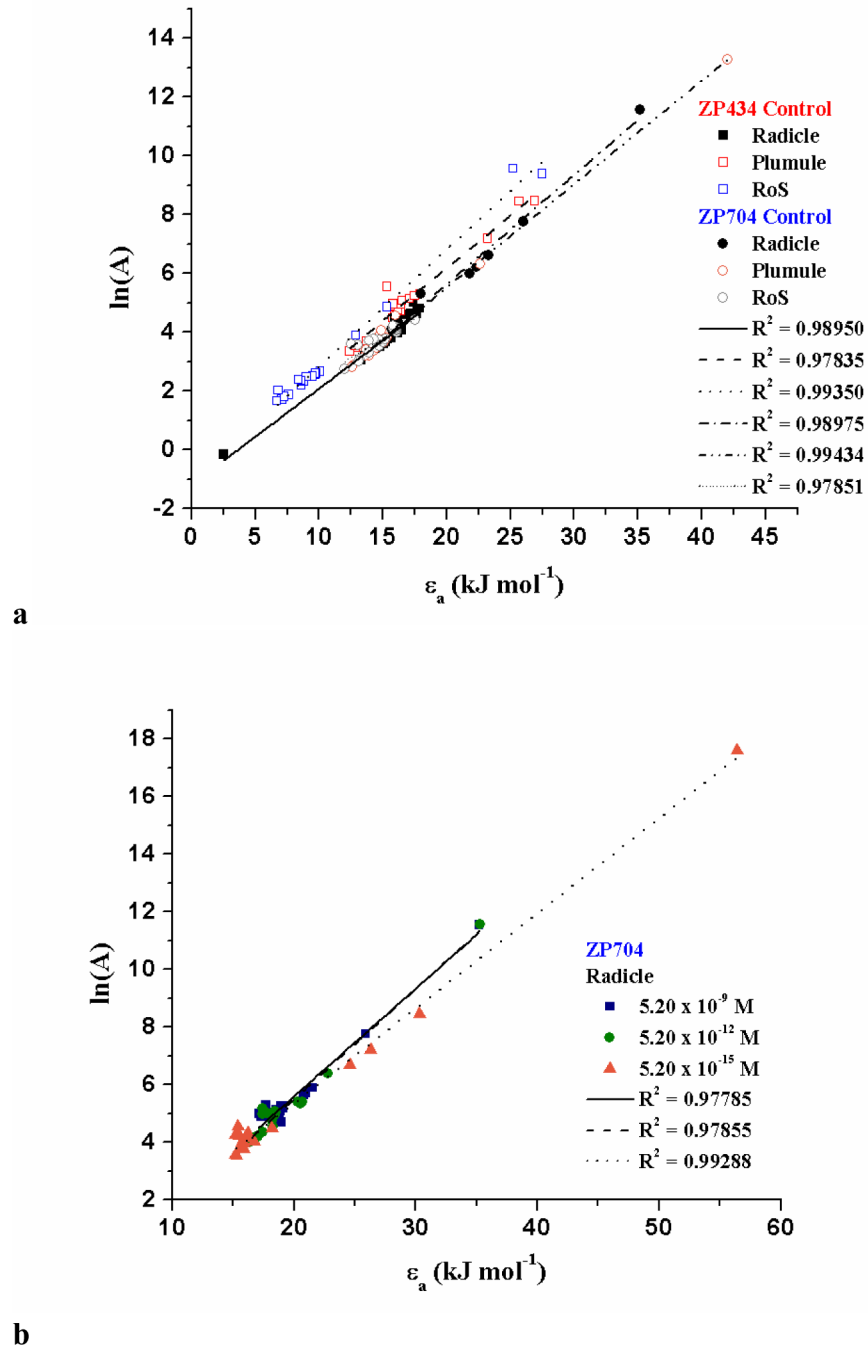 14
12
10
8
6
4
2
0
-2
ln(A)
0 5 10 15 20 25 30 35 40 45
εa (kJ mol-1)
ZP434 Control
Radicle
Plumule
RoS
ZP704 Control
Radicle
Plumule
RoS
R2 = 0.98950
R2 = 0.97835
R2 = 0.99350
R2 = 0.98975
R2 = 0.99434
R2 = 0.97851
a
18
16
14
12
10
8
6
4
2
ln(A)
10 20 30 40 50 60
εa (kJ mol-1)
ZP704
Radicle
5.20 x 10-9 M
5.20 x 10-12 M
5.20 x 10-15 M
R2 = 0.97785
R2 = 0.97855
R2 = 0.99288
b